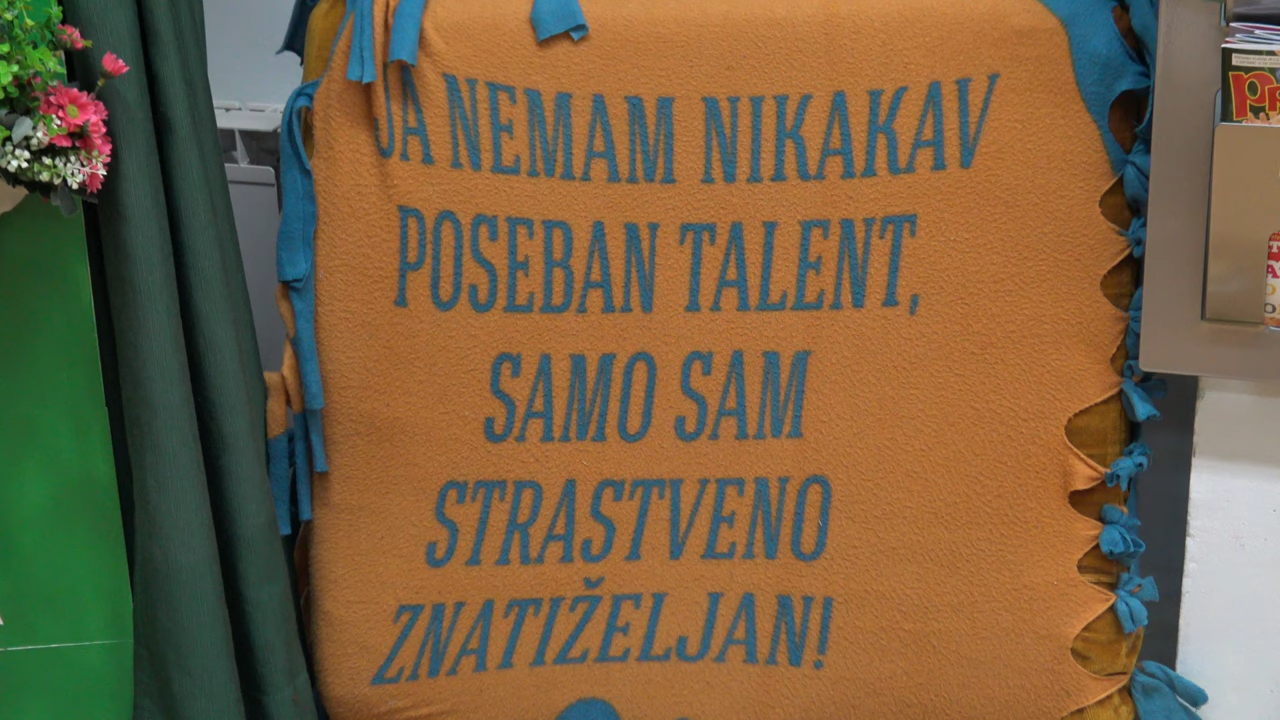 JA NEMAM NIKAKAV
POSEBAN TALENT,
SAMO SAM
STRASTVENO
ZNATIŽELJAN!